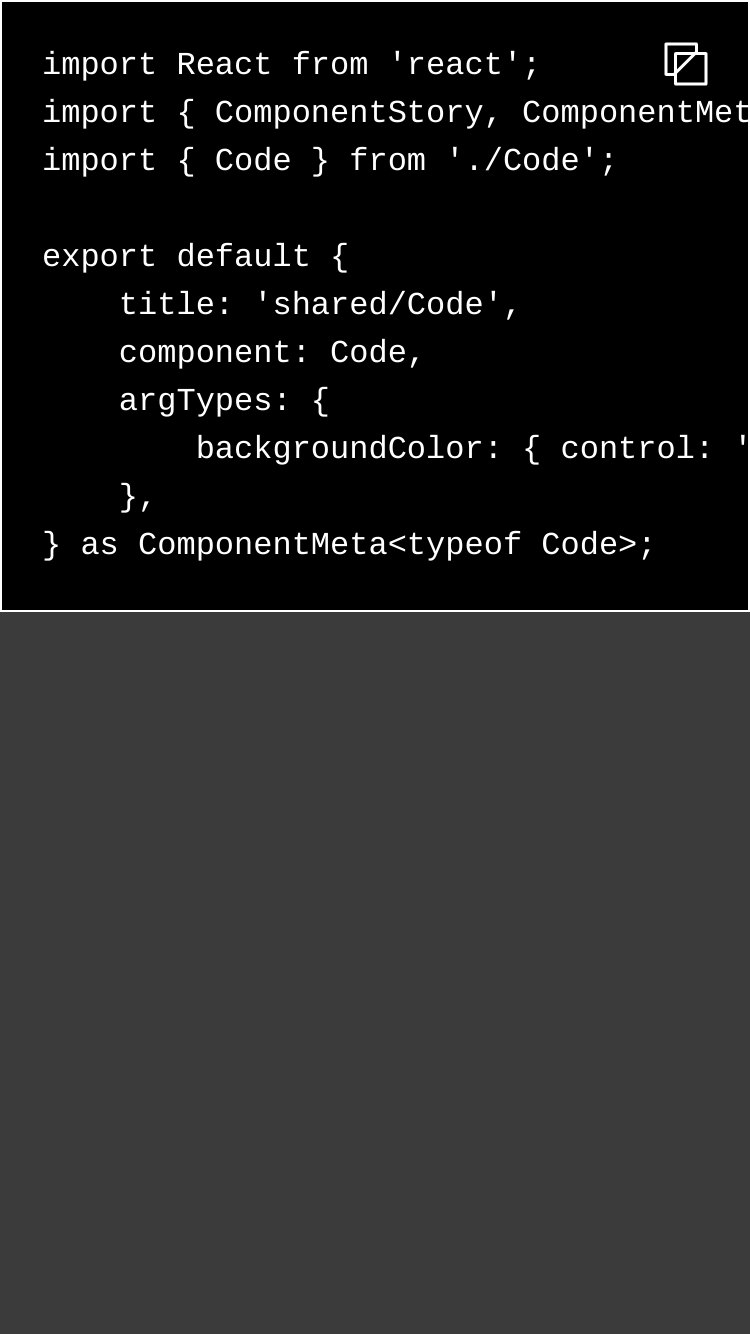 import React from 'react';
import { ComponentStory, ComponentMet
import { Code } from './Code';
export default {
title: 'shared/Code',
component: Code,
argTypes: {
backgroundColor: { control: '
},
} as ComponentMeta<typeof Code>;